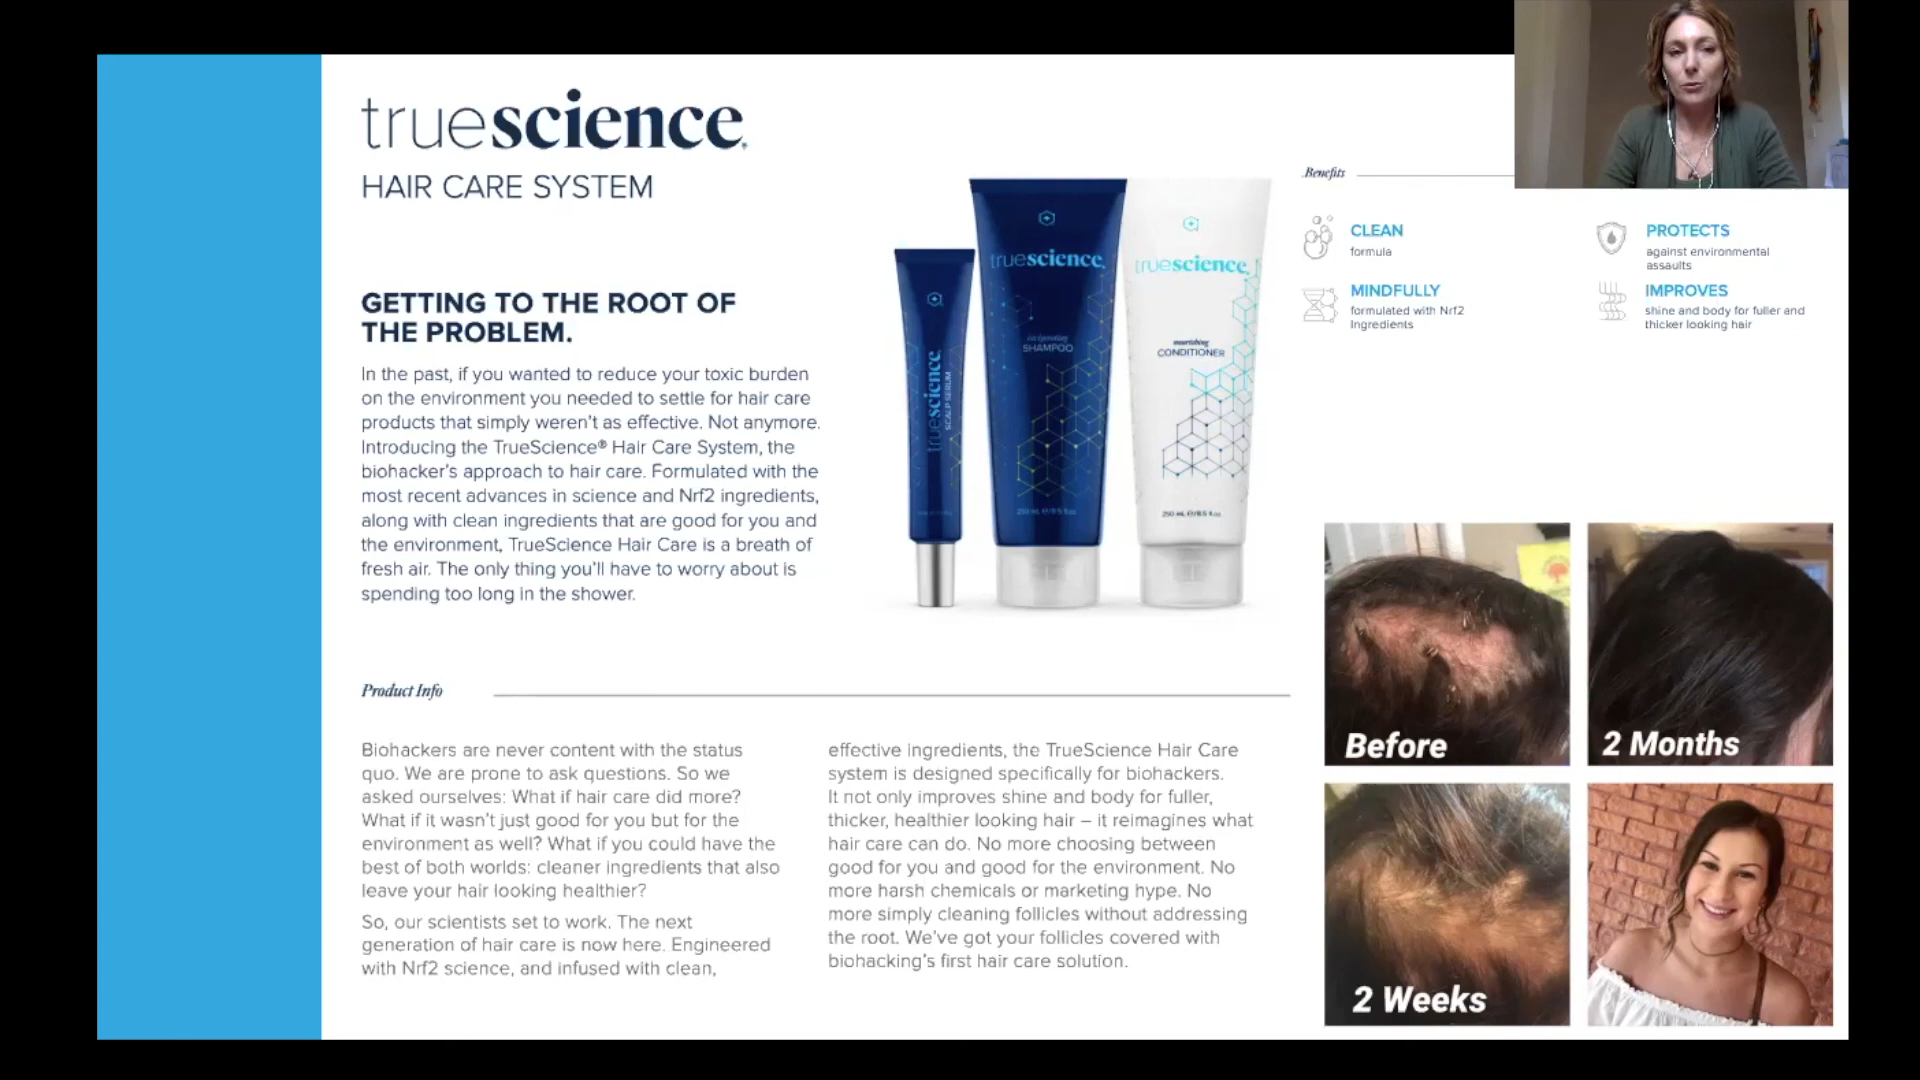 truescience.
HAIR CARE SYSTEM
GETTING TO THE ROOT OF
THE PROBLEM.
In the past, if you wanted to reduce your toxic burden
on the environment you needed to settle for hair care
products that simply weren't as effective. Not anymore.
Introducing the TrueScience® Hair Care System, the
biohacker's approach to hair care. Formulated with the
most recent advances in science and Nrf2 ingredients,
along with clean ingredients that are good for you and
the environment, TrueScience Hair Care is a breath of
fresh air. The only thing you'll have to worry about is
spending too long in the shower.
truescience.
SCALP SERUM
truescience.
invigorating
SHAMPOO
250 mL e/8.5 fl.oz.
truescience.
nourishing
CONDITIONER
250 mL e/8.5 fl.oz.
Benefits
CLEAN
formula
PROTECTS
against environmental
assaults
MINDFULLY
formulated with Nrf2
Ingredients
IMPROVES
shine and body for fuller and
thicker looking hair
Product Info
Biohackers are never content with the status
quo. We are prone to ask questions. So we
asked ourselves: What if hair care did more?
What if it wasn't just good for you but for the
environment as well? What if you could have the
best of both worlds: cleaner ingredients that also
leave your hair looking healthier?
So, our scientists set to work. The next
generation of hair care is now here. Engineered
with Nrf2 science, and infused with clean,
effective ingredients, the TrueScience Hair Care
system is designed specifically for biohackers.
It not only improves shine and body for fuller,
thicker, healthier looking hair – it reimagines what
hair care can do. No more choosing between
good for you and good for the environment. No
more harsh chemicals or marketing hype. No
more simply cleaning follicles without addressing
the root. We've got your follicles covered with
biohacking's first hair care solution.
Before
2 Months
2 Weeks